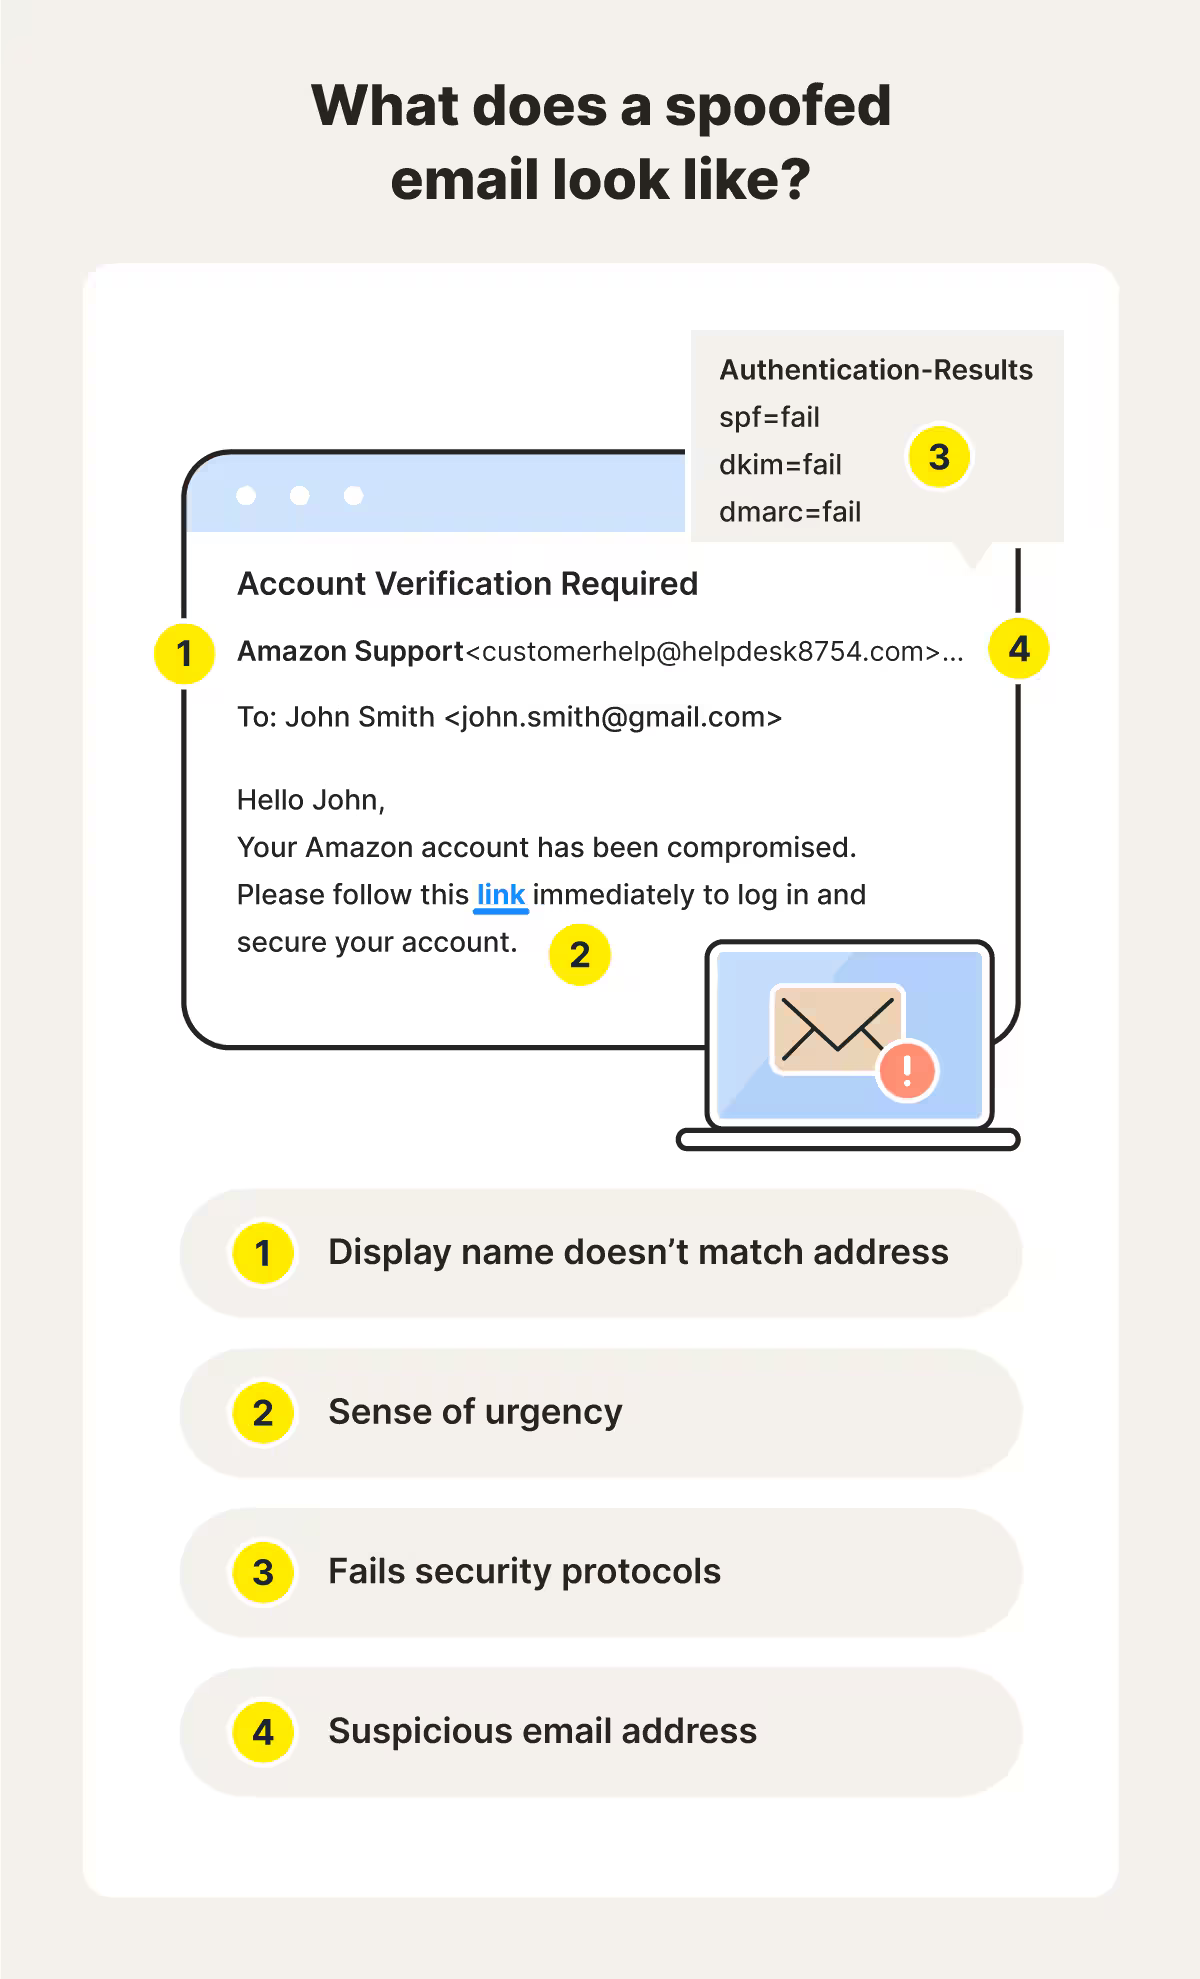 What does a spoofed
email look like?
Authentication-Results
spf=fail
dkim=fail
3
dmarc=fail
Account Verification Required
1
Amazon Support<customerhelp@helpdesk8754.com>...
4
To: John Smith <john.smith@gmail.com>
Hello John,
Your Amazon account has been compromised.
Please follow this link immediately to log in and
secure your account.
2
!
1 Display name doesn’t match address
2 Sense of urgency
3 Fails security protocols
4 Suspicious email address